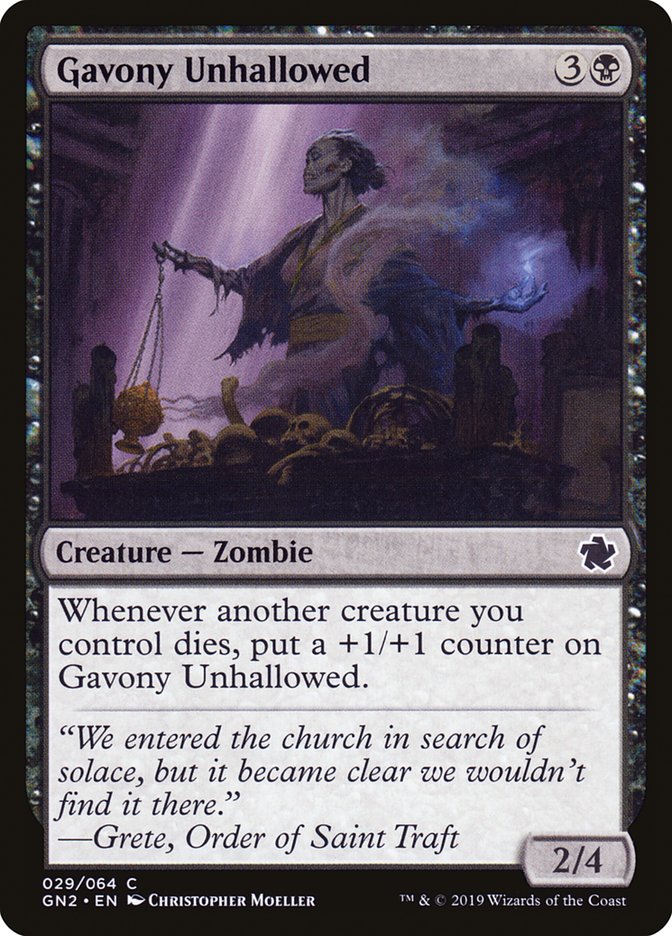 Gavony Unhallowed 3
Creature — Zombie
Whenever another creature you
control dies, put a +1/+1 counter on
Gavony Unhallowed.
“We entered the church in search of
solace, but it became clear we wouldn’t
find it there.”
—Grete, Order of Saint Traft
2/4
029/064 C
GN2 • EN Christopher Moeller
™ & © 2019 Wizards of the Coast